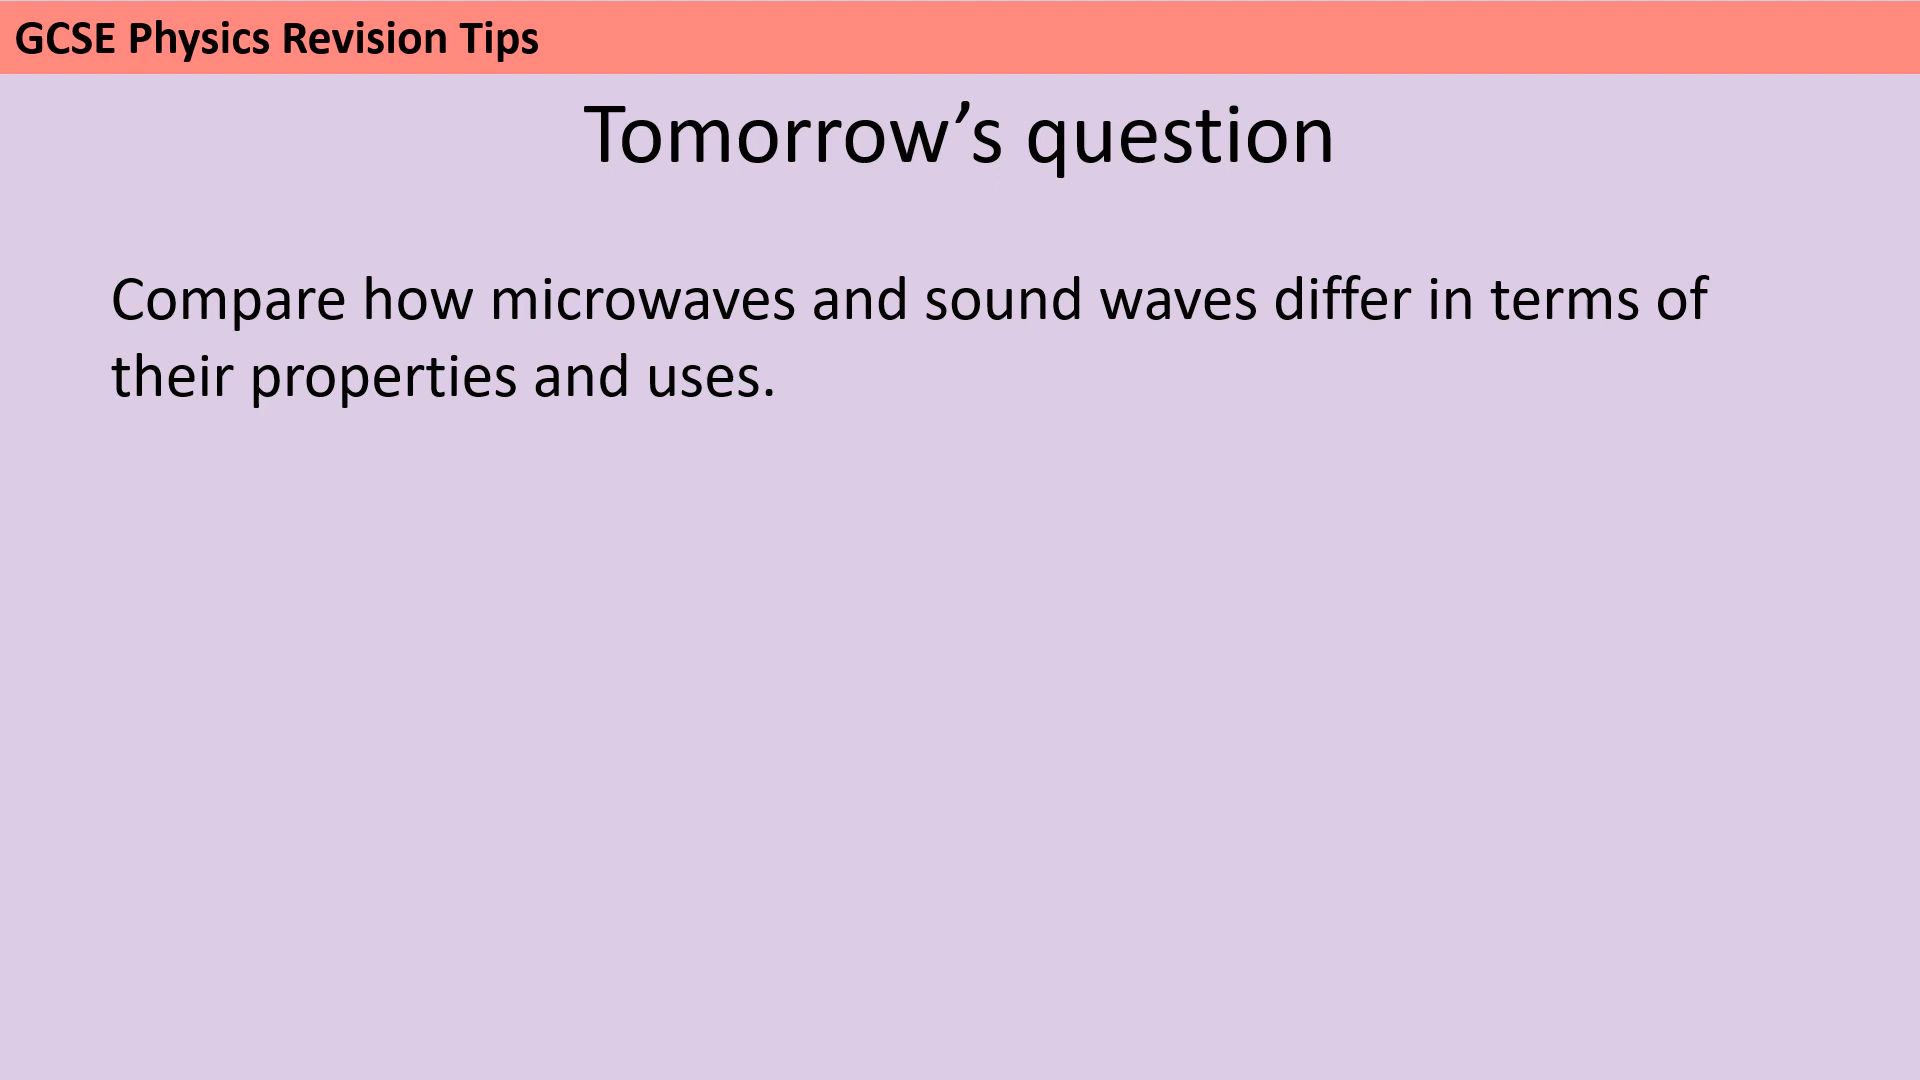 GCSE Physics Revision Tips
Tomorrow’s question
Compare how microwaves and sound waves differ in terms of
their properties and uses.